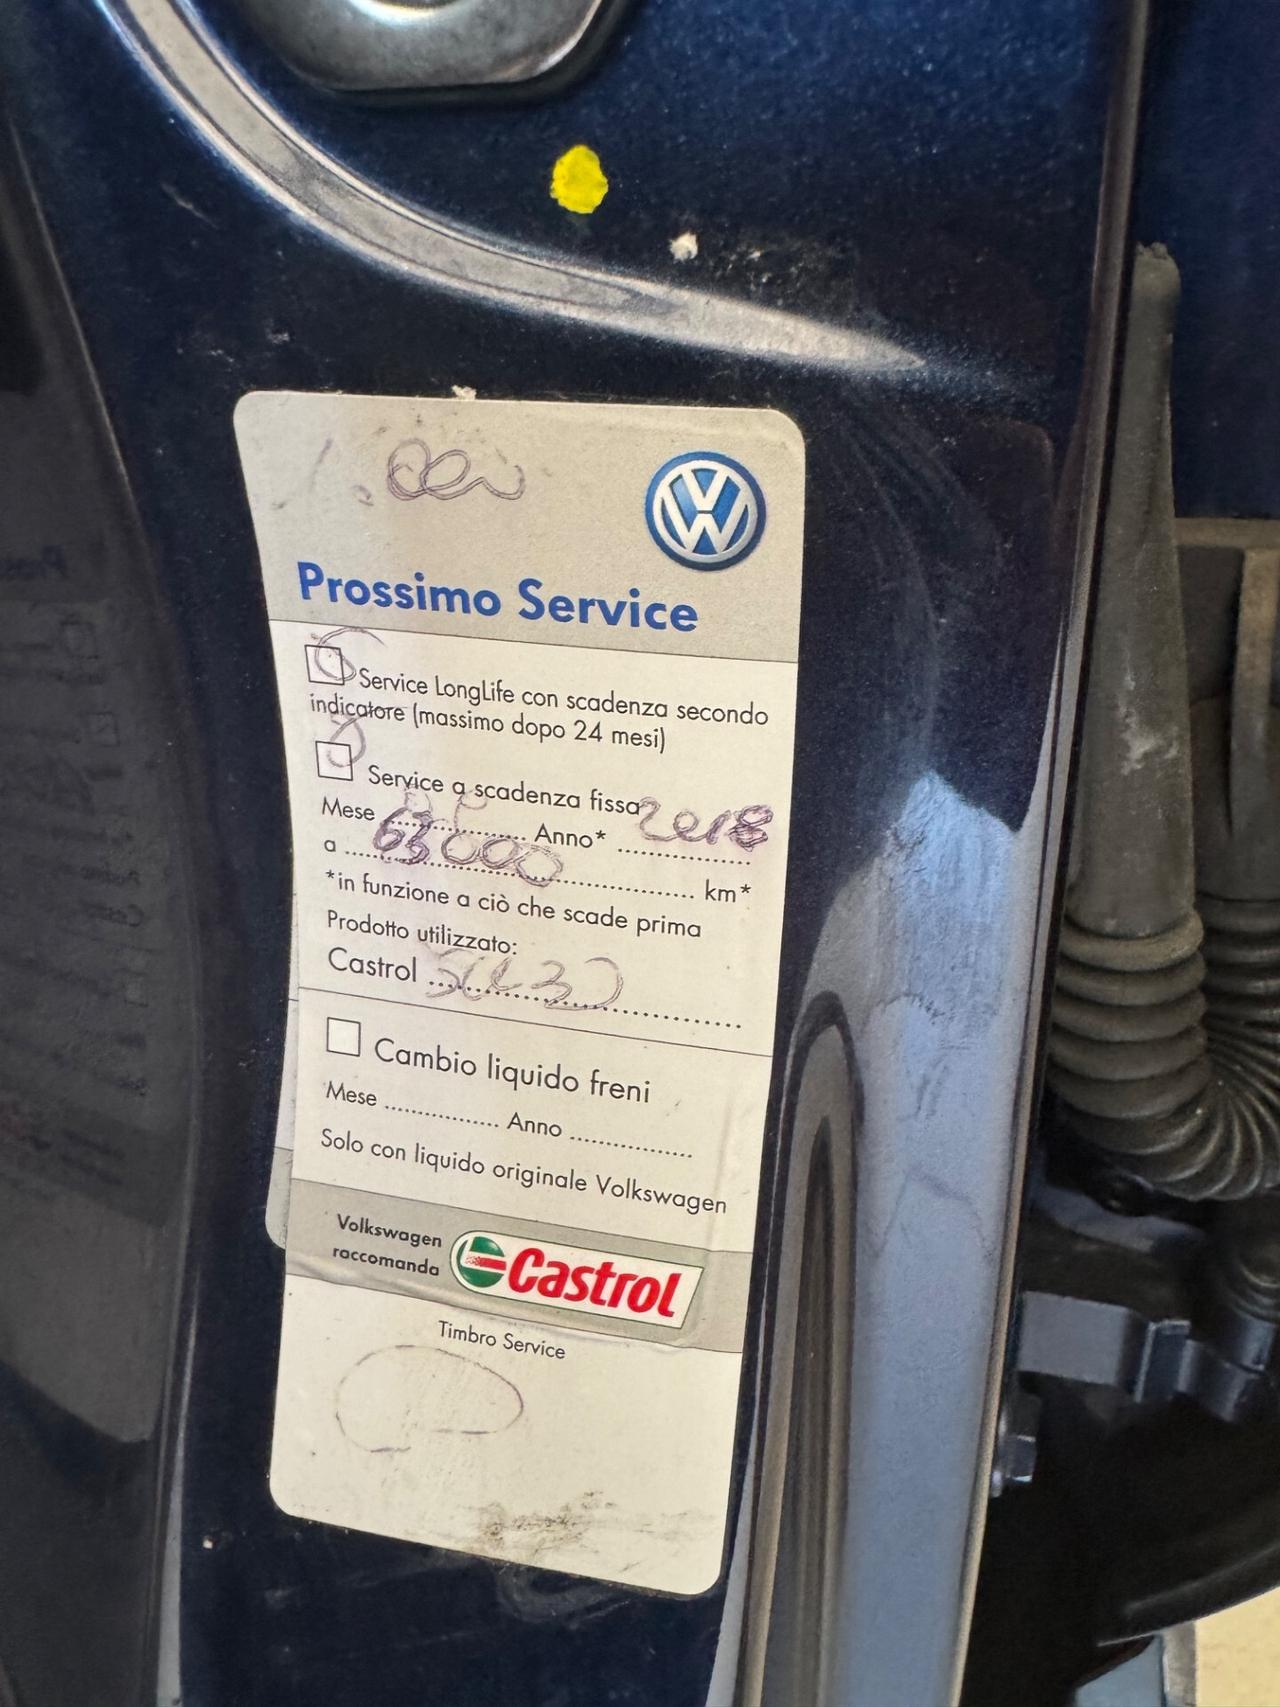 Prossimo Service
Service LongLife con scadenza secondo
indicatore (massimo dopo 24 mesi)
Service a scadenza fissa
Mese ............ Anno* 2018
a 63000 km*
*in funzione a ciò che scade prima
Prodotto utilizzato:
Castrol
Cambio liquido freni
Mese ............ Anno ............
Solo con liquido originale Volkswagen
Volkswagen
raccomanda
Castrol
Timbro Service